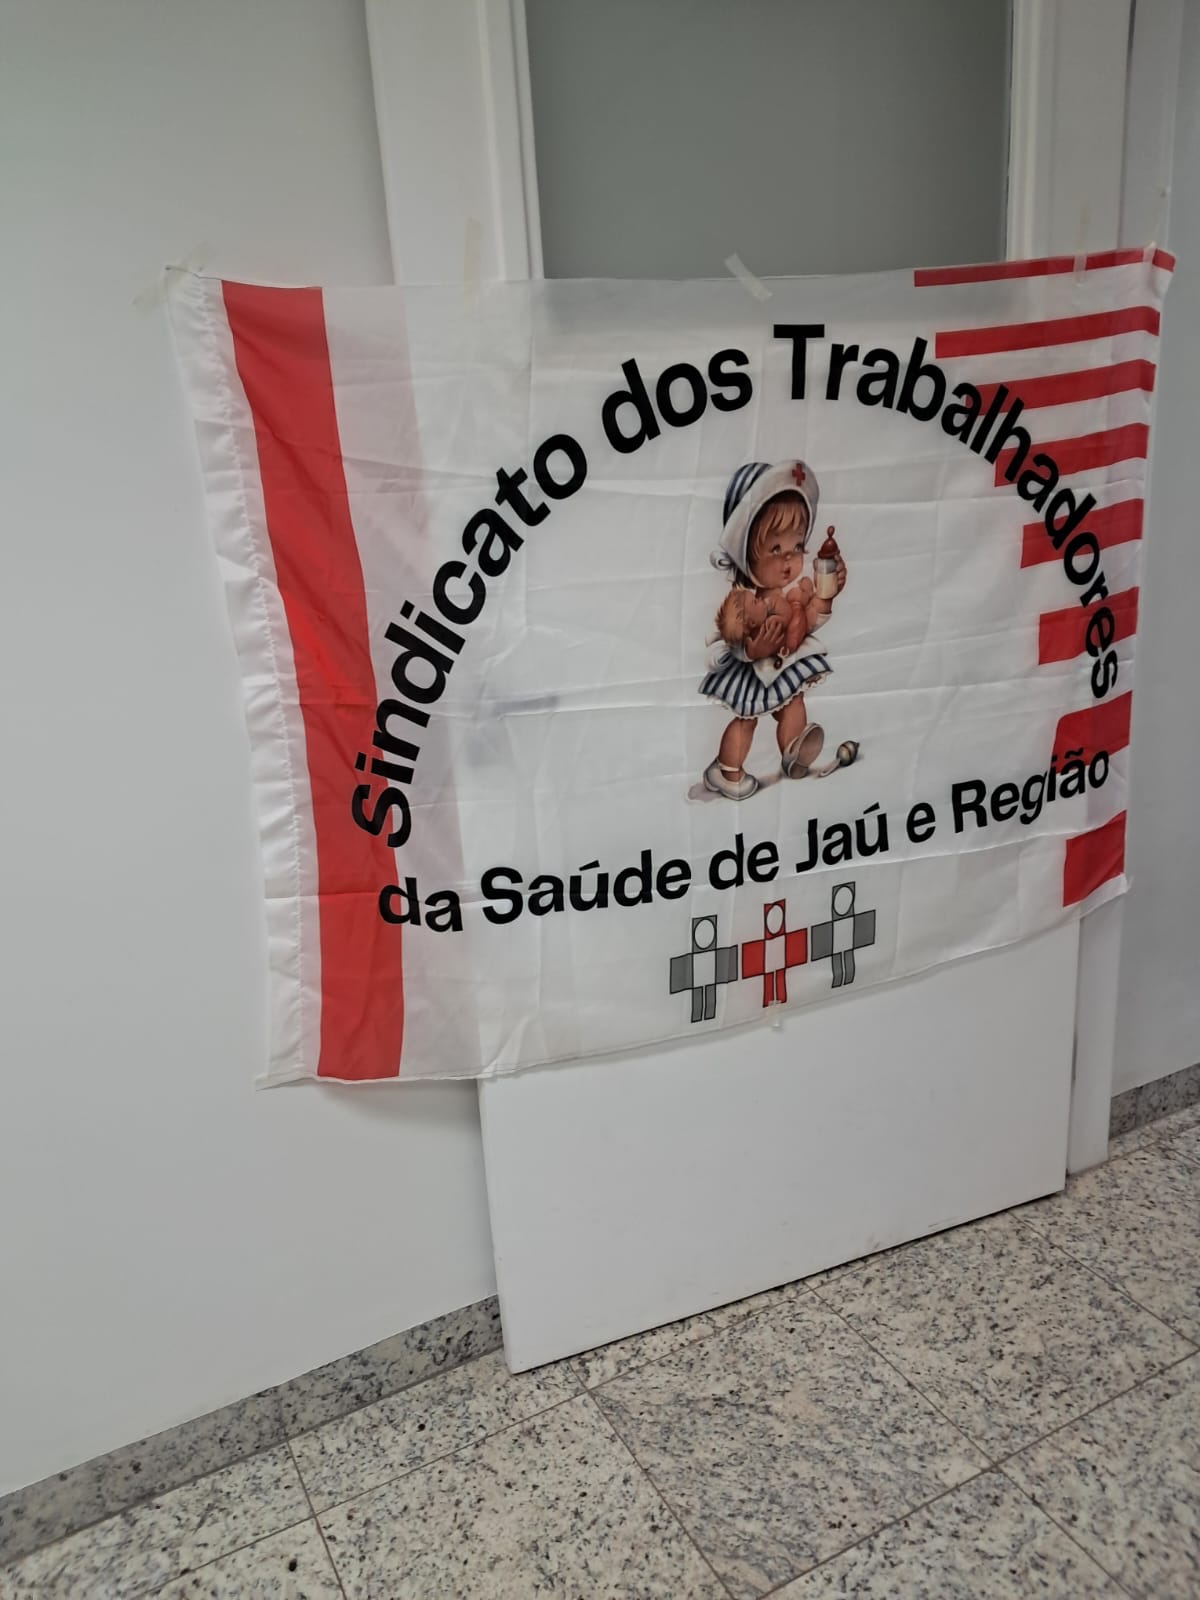 Sindicato dos Trabalhadores
da Saúde de Jaú e Região